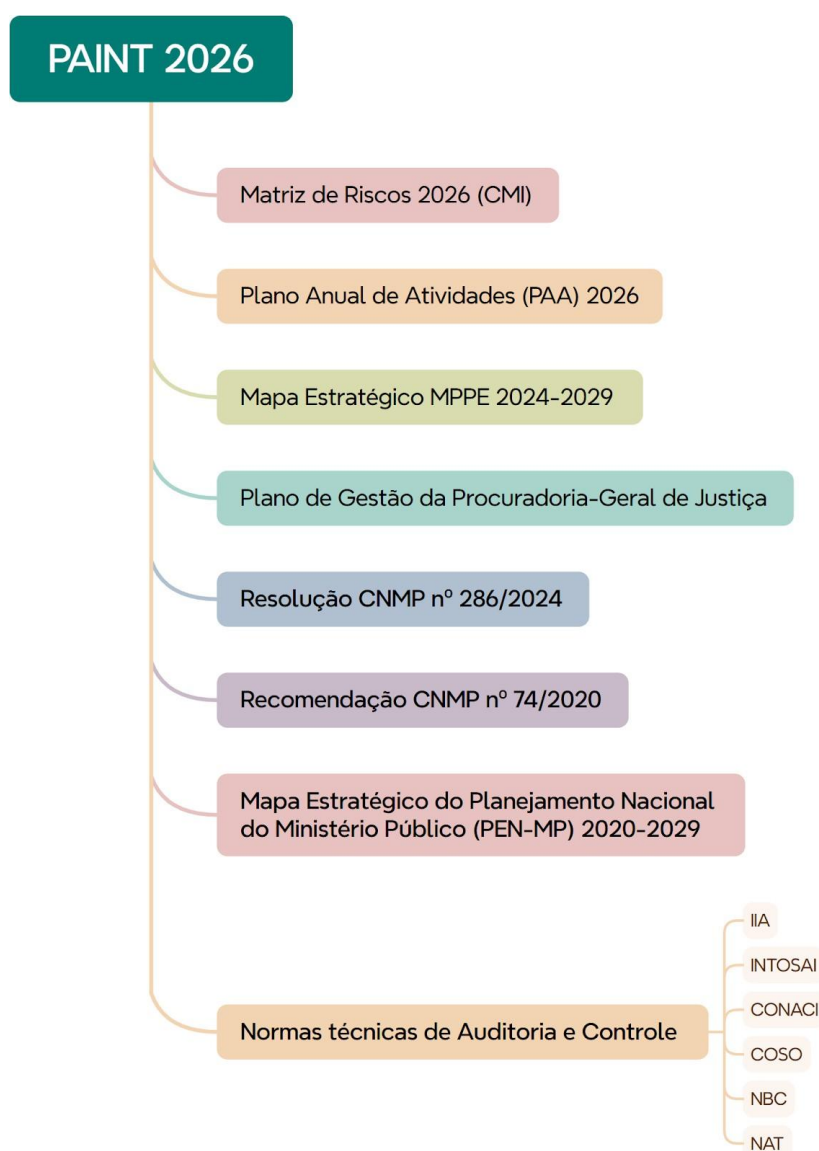 PAINT 2026
Matriz de Riscos 2026 (CMI)
Plano Anual de Atividades (PAA) 2026
Mapa Estratégico MPPE 2024-2029
Plano de Gestão da Procuradoria-Geral de Justiça
Resolução CNMP nº 286/2024
Recomendação CNMP nº 74/2020
Mapa Estratégico do Planejamento Nacional
do Ministério Público (PEN-MP) 2020-2029
Normas técnicas de Auditoria e Controle
IIA
INTOSAI
CONACI
COSO
NBC
NAT